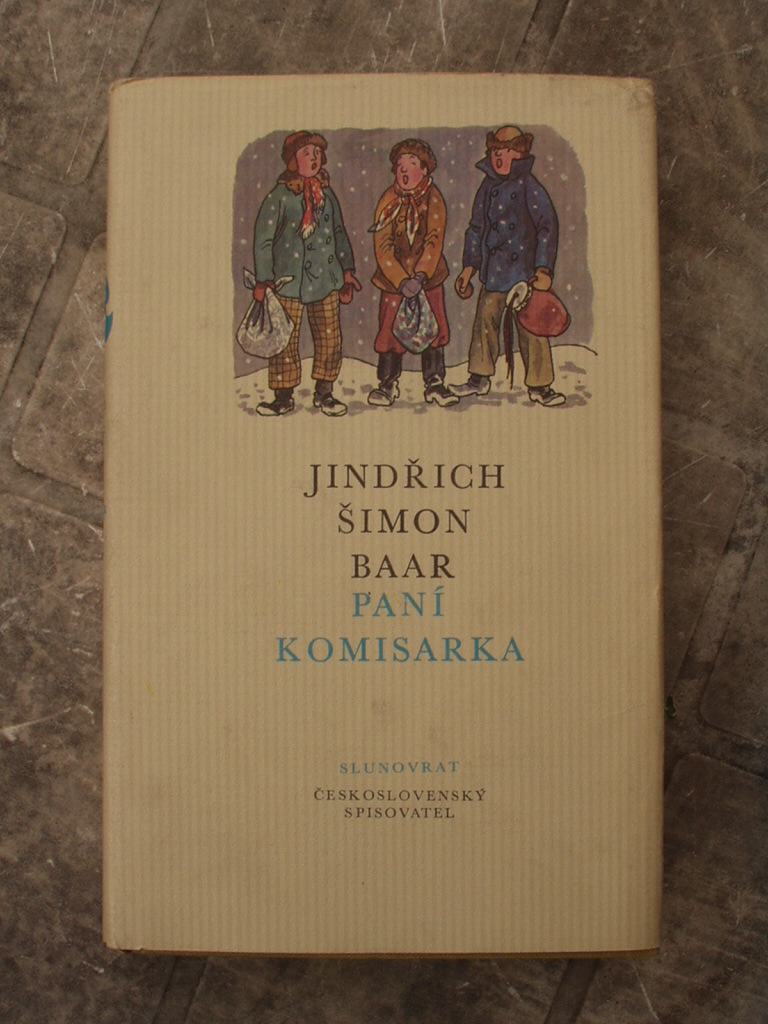 JINDŘICH
ŠIMON
BAAR
PANÍ
KOMISARKA
SLUNOVRAT
ČESKOSLOVENSKÝ
SPISOVATEL